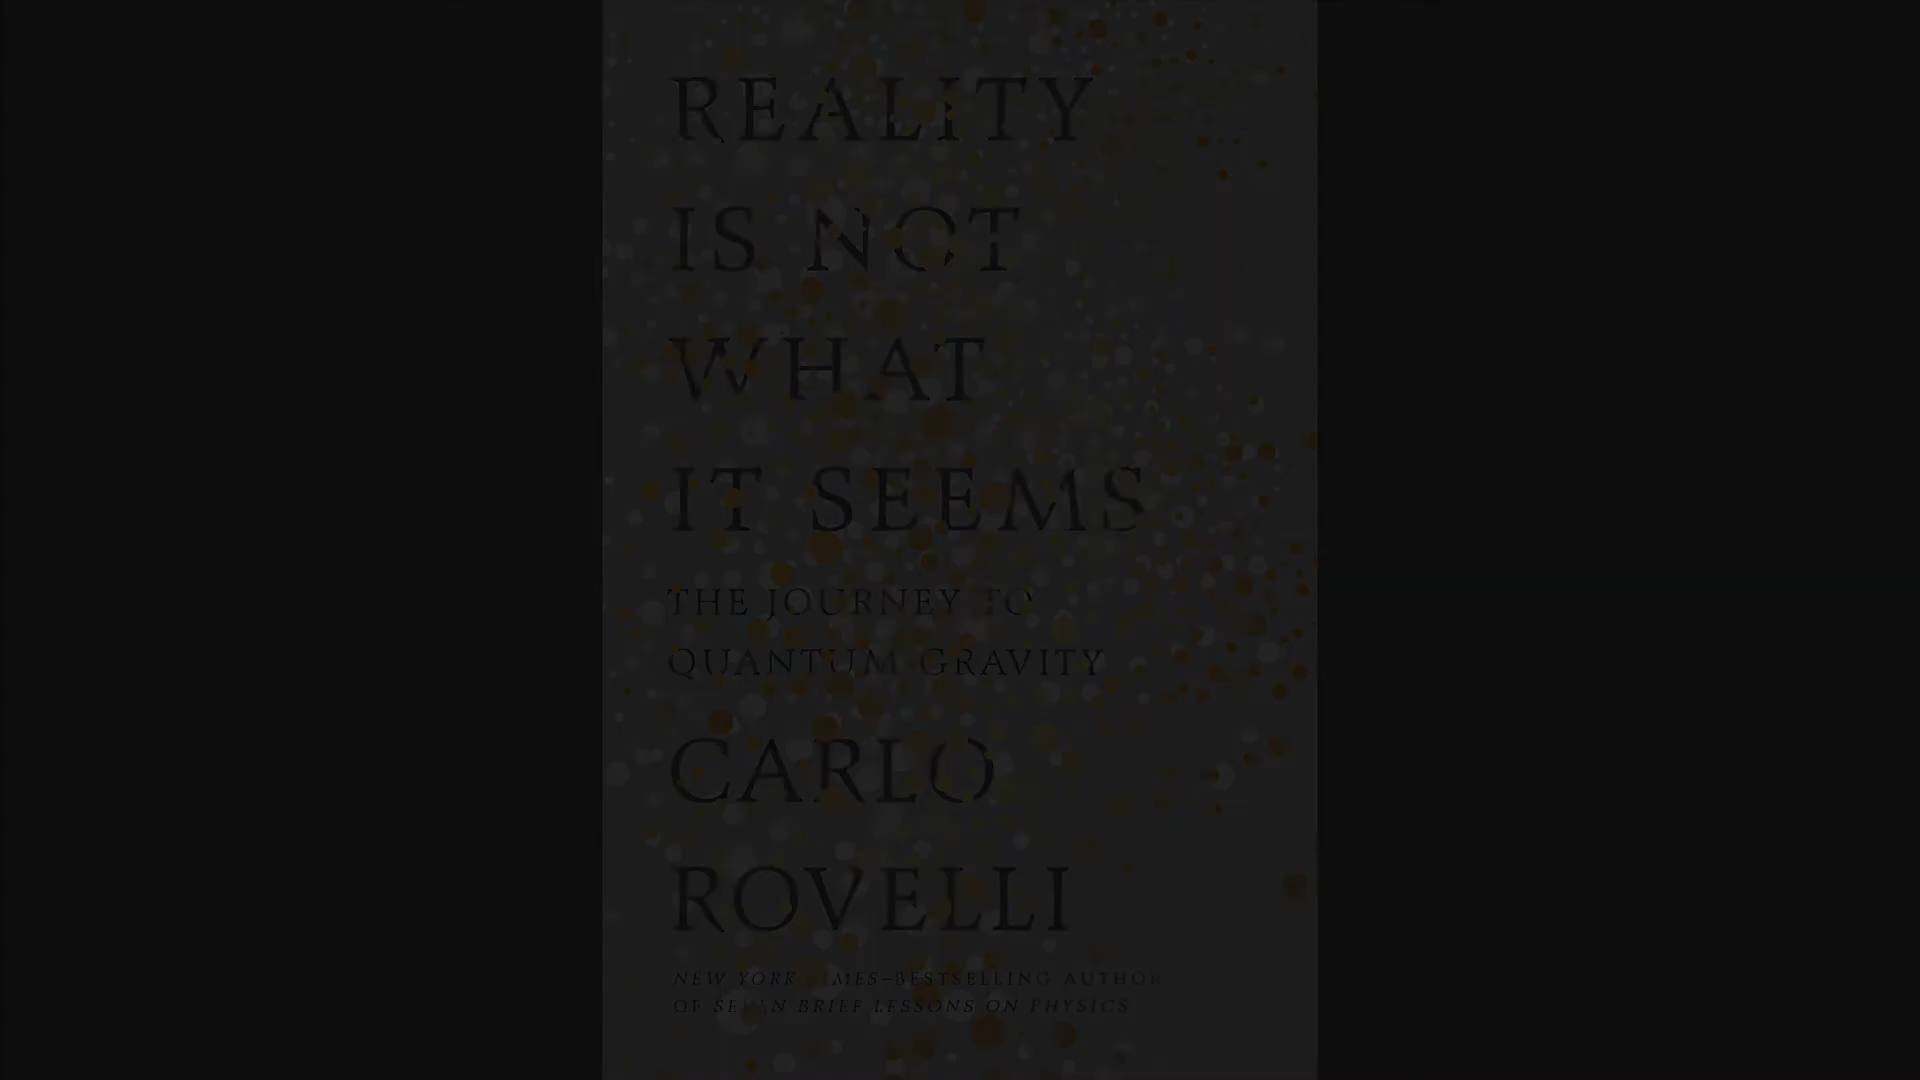 REALITY
IS NOT
WHAT
IT SEEMS
THE JOURNEY TO
QUANTUM GRAVITY
CARLO
ROVELLI
NEW YORK TIMES–BESTSELLING AUTHOR
OF SEVEN BRIEF LESSONS ON PHYSICS